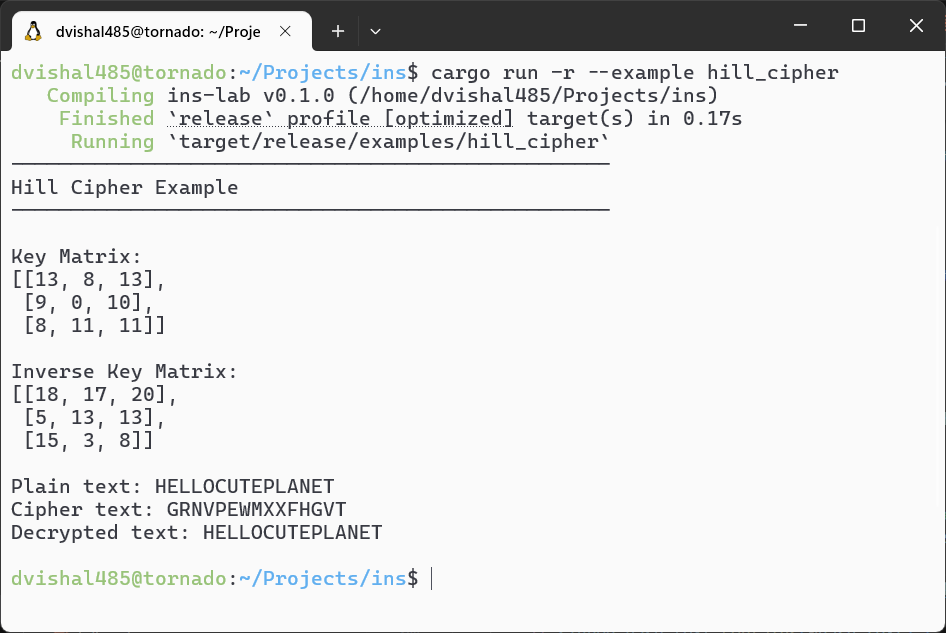 dvishal485@tornado: ~/Proje
dvishal485@tornado:~/Projects/ins$ cargo run -r --example hill_cipher
   Compiling ins-lab v0.1.0 (/home/dvishal485/Projects/ins)
    Finished `release` profile [optimized] target(s) in 0.17s
     Running `target/release/examples/hill_cipher`
Hill Cipher Example
Key Matrix:
[[13, 8, 13],
 [9, 0, 10],
 [8, 11, 11]]
Inverse Key Matrix:
[[18, 17, 20],
 [5, 13, 13],
 [15, 3, 8]]
Plain text: HELLOCUTEPLANET
Cipher text: GRNVPEWMXXFHGVT
Decrypted text: HELLOCUTEPLANET
dvishal485@tornado:~/Projects/ins$